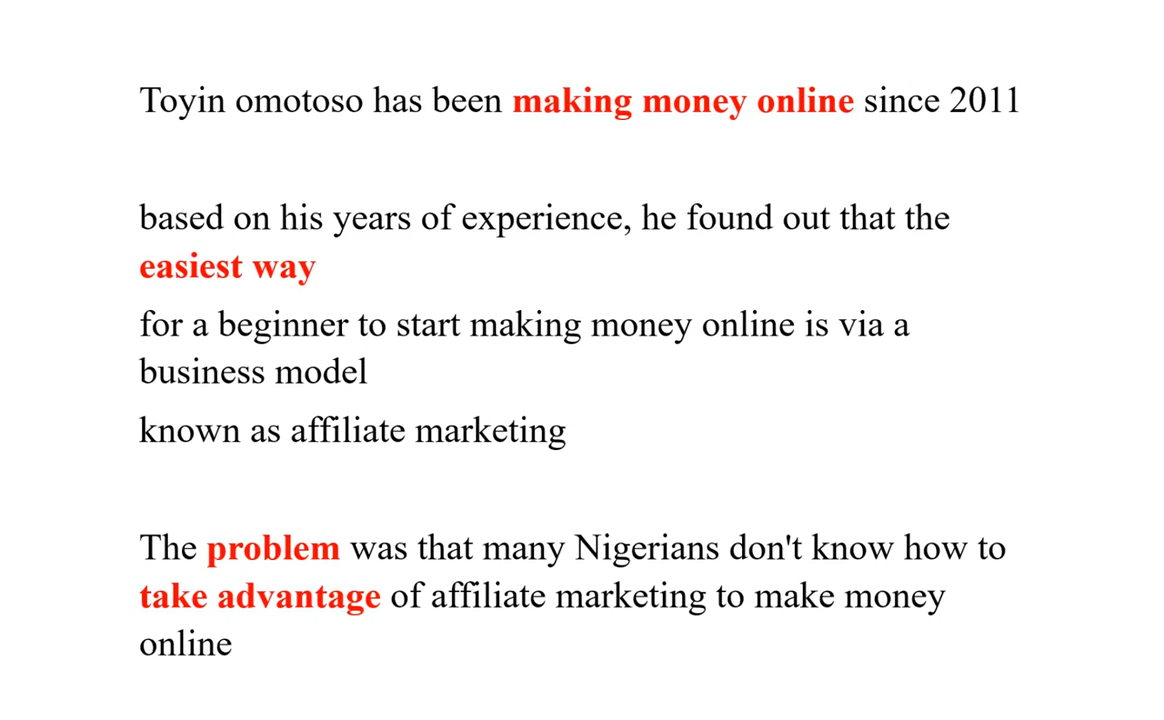 Toyin omotoso has been making money online since 2011
based on his years of experience, he found out that the
easiest way
for a beginner to start making money online is via a
business model
known as affiliate marketing
The problem was that many Nigerians don't know how to
take advantage of affiliate marketing to make money
online